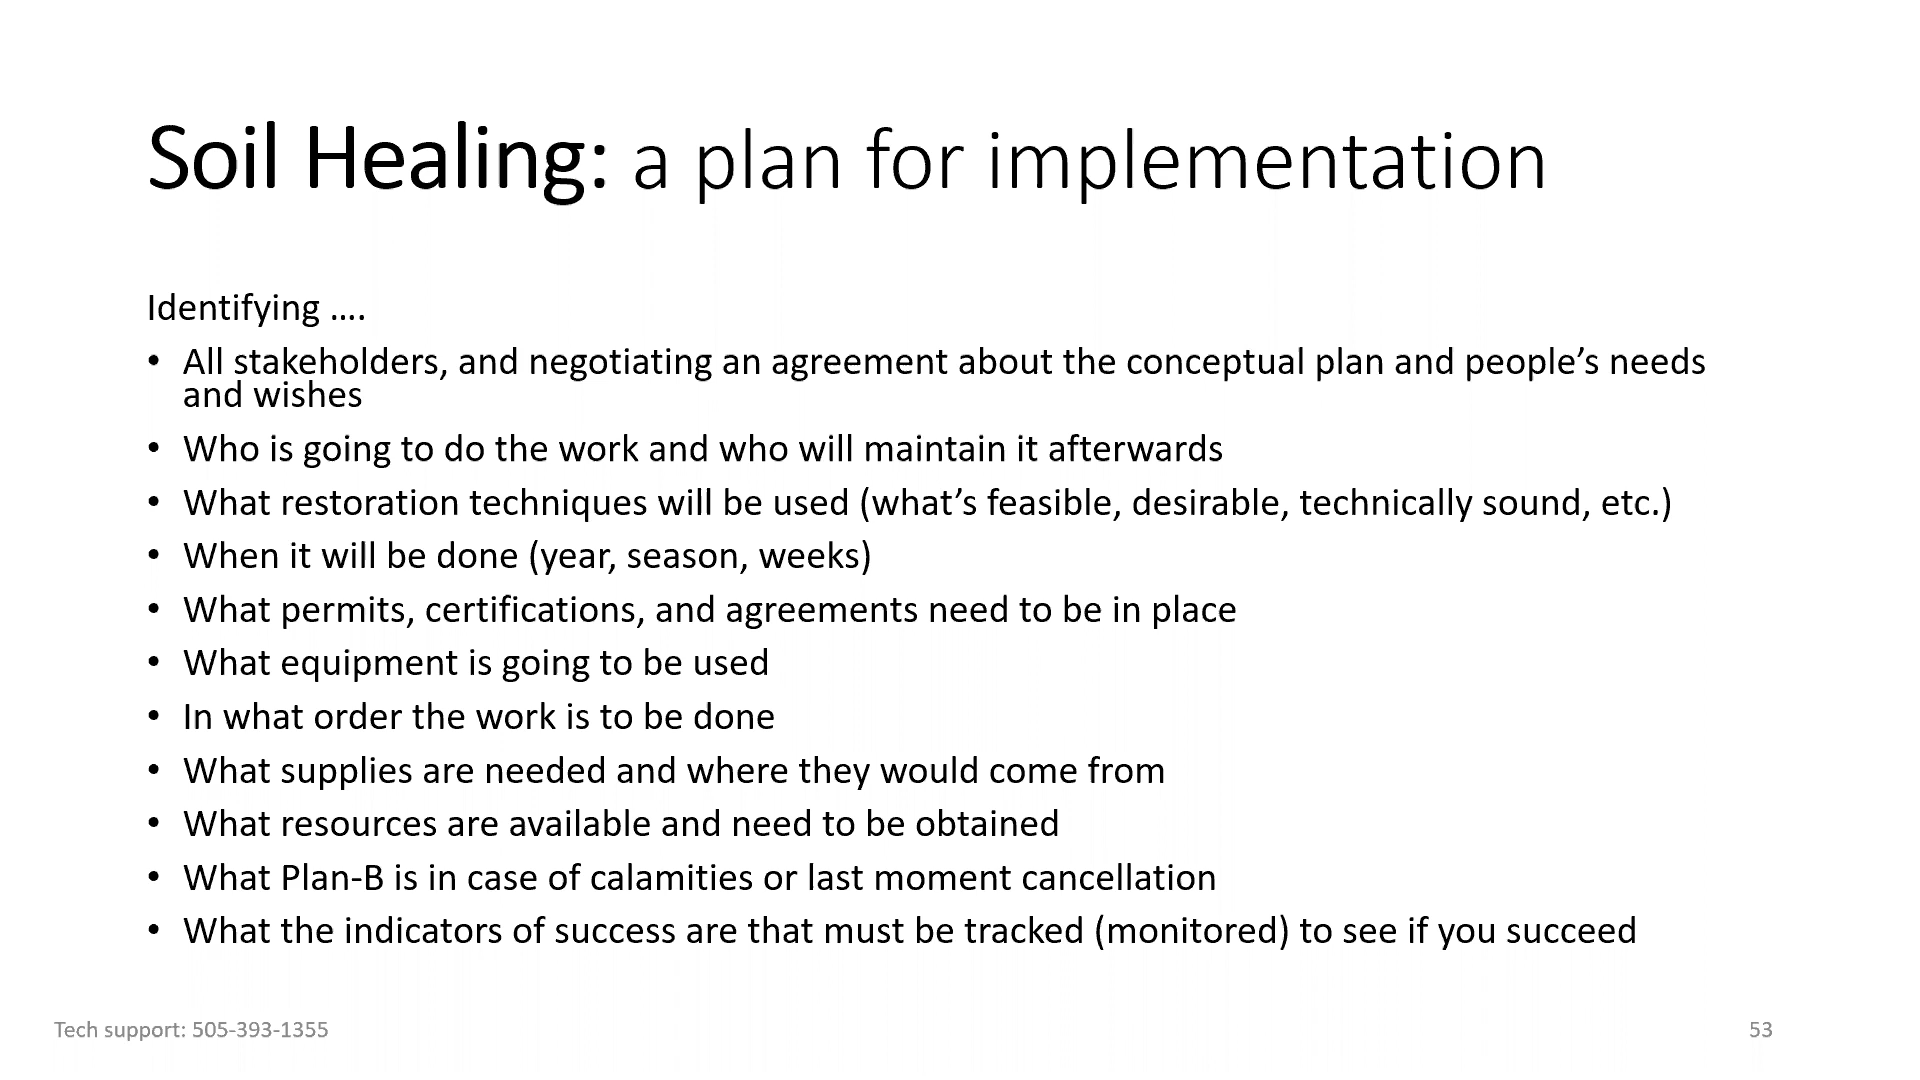 Soil Healing: a plan for implementation
Identifying ….
• All stakeholders, and negotiating an agreement about the conceptual plan and people’s needs
and wishes
• Who is going to do the work and who will maintain it afterwards
• What restoration techniques will be used (what’s feasible, desirable, technically sound, etc.)
• When it will be done (year, season, weeks)
• What permits, certifications, and agreements need to be in place
• What equipment is going to be used
• In what order the work is to be done
• What supplies are needed and where they would come from
• What resources are available and need to be obtained
• What Plan-B is in case of calamities or last moment cancellation
• What the indicators of success are that must be tracked (monitored) to see if you succeed
Tech support: 505-393-1355
53